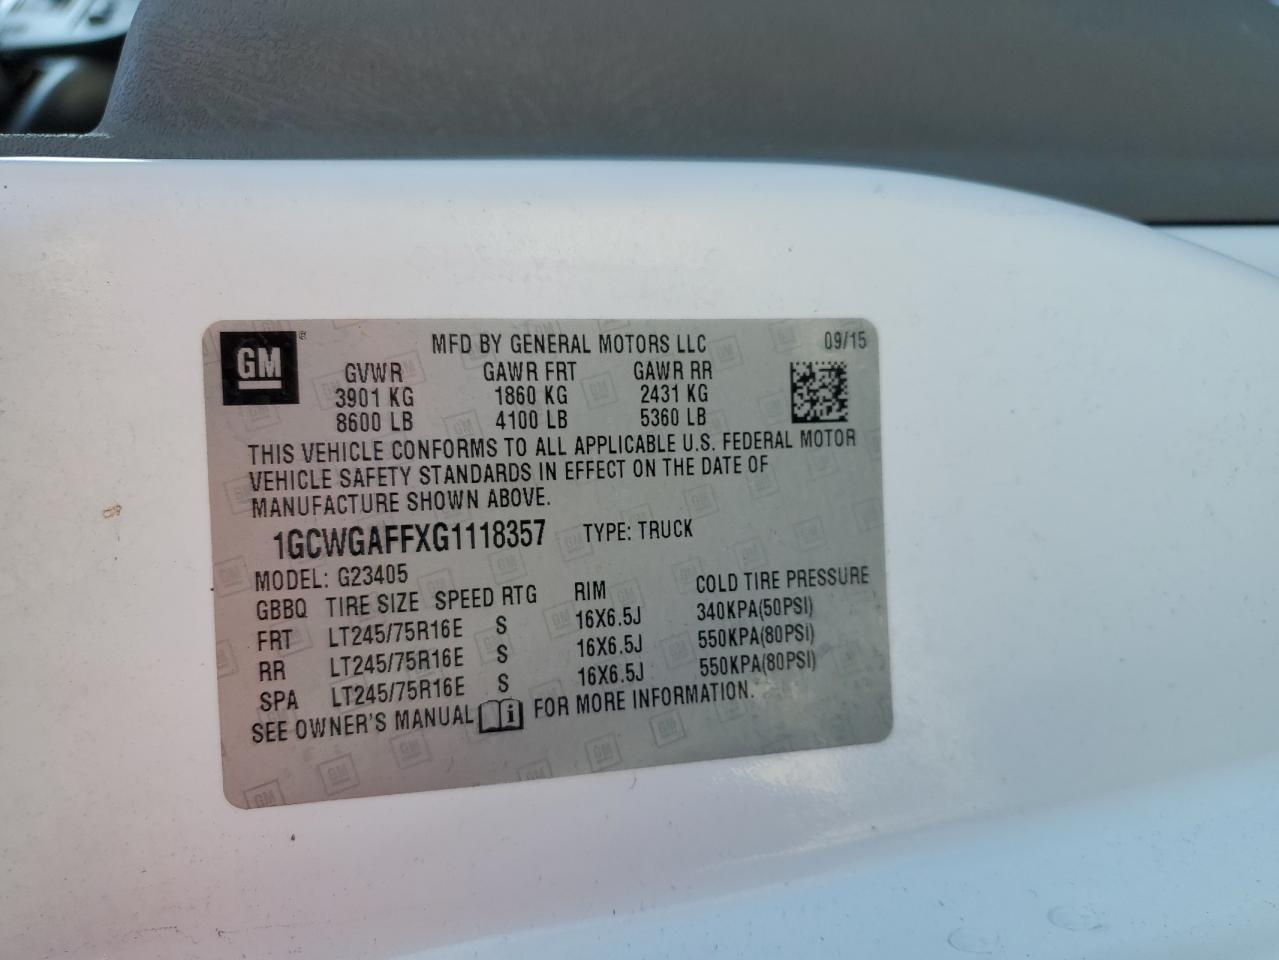 GM ® MFD BY GENERAL MOTORS LLC 09/15
GVWR GAWR FRT GAWR RR
3901 KG 1860 KG 2431 KG
8600 LB 4100 LB 5360 LB
THIS VEHICLE CONFORMS TO ALL APPLICABLE U.S. FEDERAL MOTOR
VEHICLE SAFETY STANDARDS IN EFFECT ON THE DATE OF
MANUFACTURE SHOWN ABOVE.
1GCWGAFFXG1118357 TYPE: TRUCK
MODEL: G23405
GBBQ TIRE SIZE SPEED RTG RIM COLD TIRE PRESSURE
FRT LT245/75R16E S 16X6.5J 340KPA(50PSI)
RR LT245/75R16E S 16X6.5J 550KPA(80PSI)
SPA LT245/75R16E S 16X6.5J 550KPA(80PSI)
SEE OWNER'S MANUAL i FOR MORE INFORMATION.